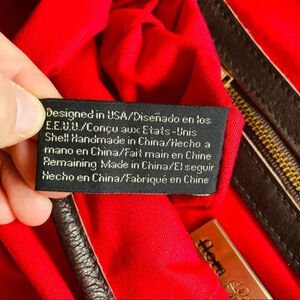 Designed in USA/Diseñado en los
E.E.U.U./Conçu aux Etats-Unis
Shell Handmade in China/Hecho a
mano en China/Fait main en Chine
Remaining Made in China/El seguir
Hecho en China/Fabriqué en Chine